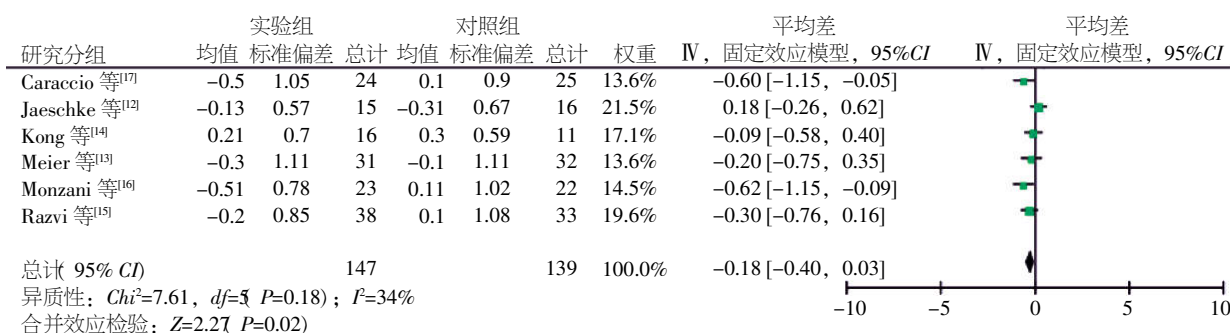 实验组 对照组 平均差 平均差
研究分组 均值 标准偏差 总计 均值 标准偏差 总计 权重 Ⅳ，固定效应模型，95%CI Ⅳ，固定效应模型，95%CI
Caraccio 等[17] -0.5 1.05 24 0.1 0.9 25 13.6% -0.60 [-1.15，-0.05]
Jaeschke 等[12] -0.13 0.57 15 -0.31 0.67 16 21.5% 0.18 [-0.26，0.62]
Kong 等[14] 0.21 0.7 16 0.3 0.59 11 17.1% -0.09 [-0.58，0.40]
Meier 等[13] -0.3 1.11 31 -0.1 1.11 32 13.6% -0.20 [-0.75，0.35]
Monzani 等[16] -0.51 0.78 23 0.11 1.02 22 14.5% -0.62 [-1.15，-0.09]
Razvi 等[15] -0.2 0.85 38 0.1 1.08 33 19.6% -0.30 [-0.76，0.16]
总计( 95% CI) 147 139 100.0% -0.18 [-0.40，0.03]
异质性：Chi²=7.61，df=5( P=0.18)；I²=34%
合并效应检验：Z=2.27( P=0.02)
-10 -5 0 5 10